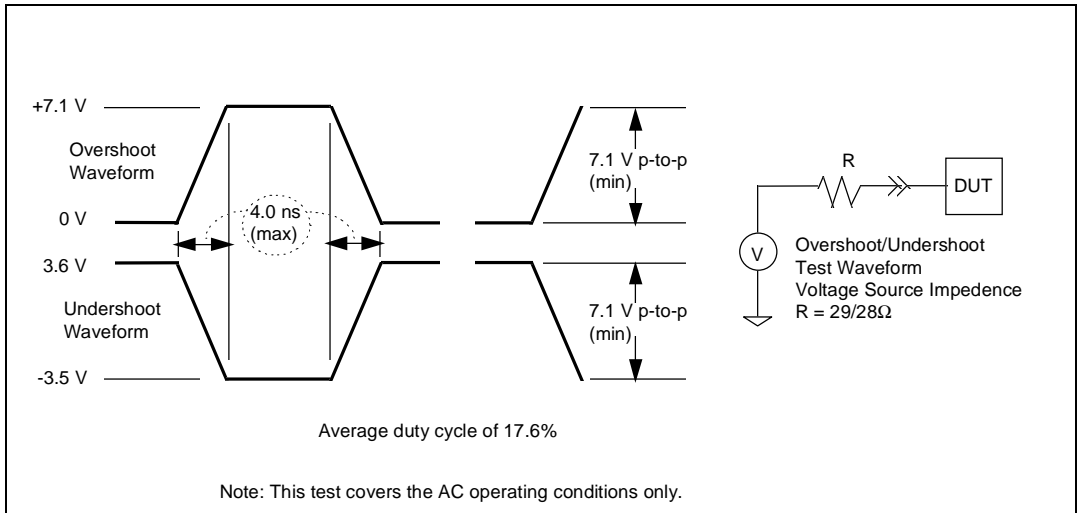 +7.1 V
Overshoot
Waveform
0 V
4.0 ns
(max)
3.6 V
Undershoot
Waveform
-3.5 V
7.1 V p-to-p
(min)
7.1 V p-to-p
(min)
R
DUT
V
Overshoot/Undershoot
Test Waveform
Voltage Source Impedence
R = 29/28Ω
Average duty cycle of 17.6%
Note: This test covers the AC operating conditions only.